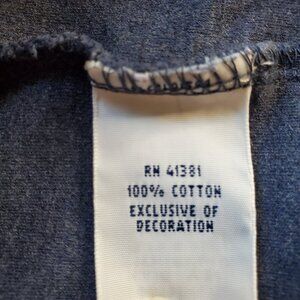 RN 41381
100% COTTON
EXCLUSIVE OF
DECORATION